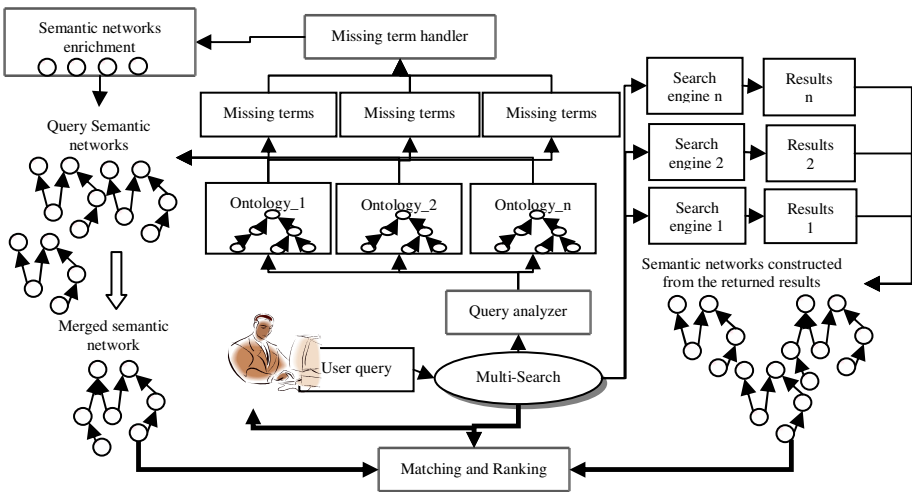 Semantic networks
enrichment
Missing term handler
Missing terms
Missing terms
Missing terms
Search
engine n
Results
n
Search
engine 2
Results
2
Search
engine 1
Results
1
Query Semantic
networks
Ontology_1
Ontology_2
Ontology_n
Semantic networks constructed
from the returned results
Query analyzer
Merged semantic
network
User query
Multi-Search
Matching and Ranking